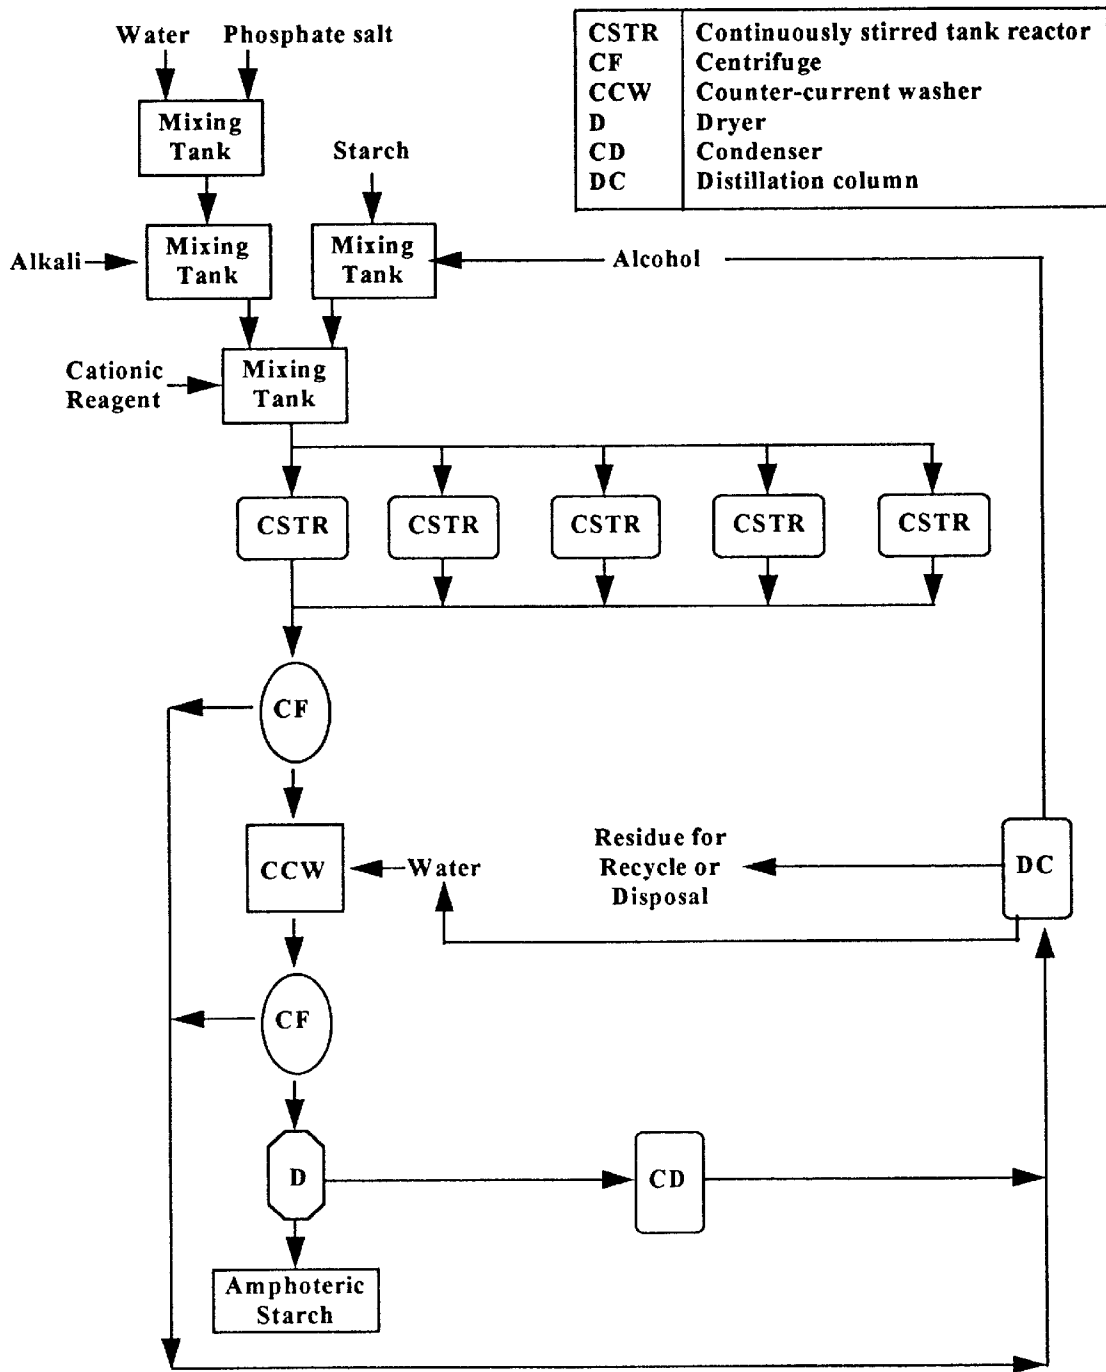 Water Phosphate salt
CSTR Continuously stirred tank reactor
CF Centrifuge
CCW Counter-current washer
D Dryer
CD Condenser
DC Distillation column
Mixing
Tank
Starch
Alkali
Mixing
Tank
Mixing
Tank
Alcohol
Cationic
Reagent
Mixing
Tank
CSTR CSTR CSTR CSTR CSTR
CF
CCW
Water
Residue for
Recycle or
Disposal
DC
CF
D
CD
Amphoteric
Starch